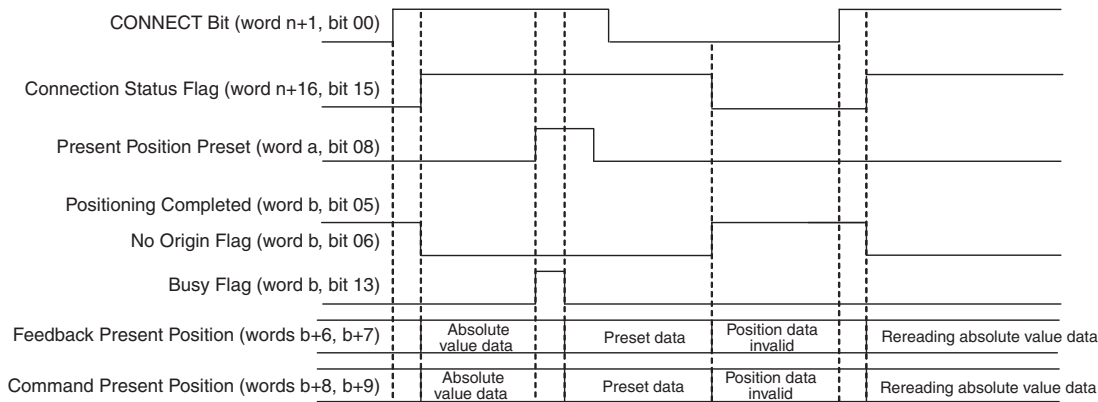 CONNECT Bit (word n+1, bit 00)
Connection Status Flag (word n+16, bit 15)
Present Position Preset (word a, bit 08)
Positioning Completed (word b, bit 05)
No Origin Flag (word b, bit 06)
Busy Flag (word b, bit 13)
Feedback Present Position (words b+6, b+7)
Absolute
value data
Preset data
Position data
invalid
Rereading absolute value data
Command Present Position (words b+8, b+9)
Absolute
value data
Preset data
Position data
invalid
Rereading absolute value data